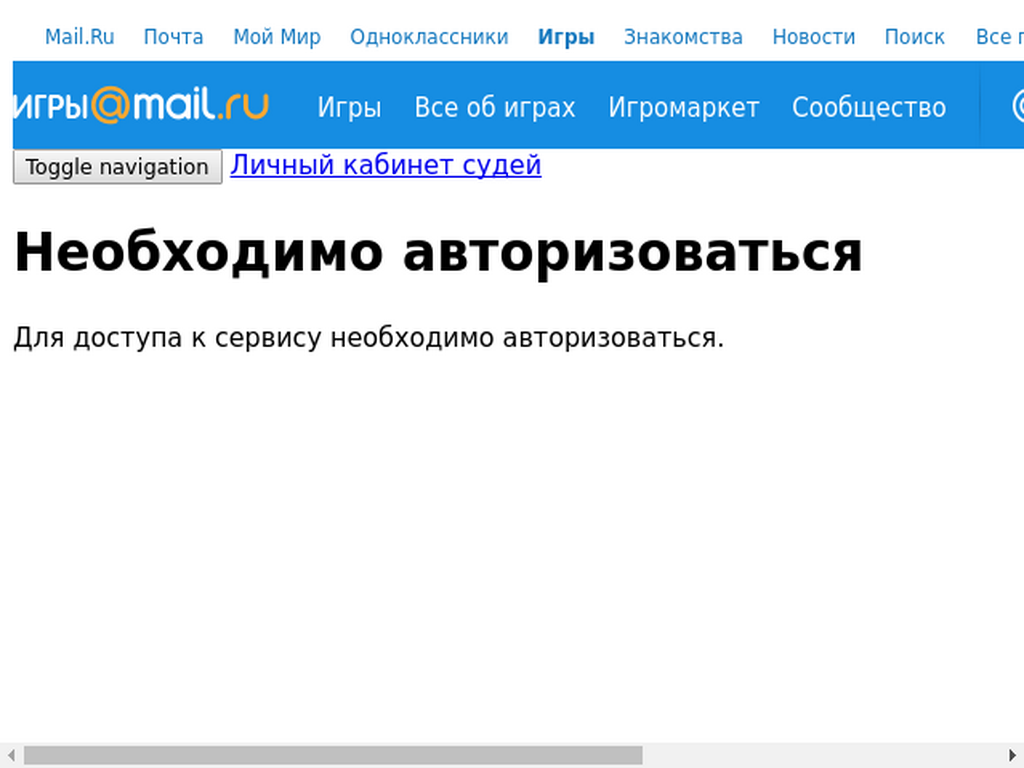 Mail.Ru Почта Мой Мир Одноклассники Игры Знакомства Новости Поиск Все
ИГРЫ@mail.ru Игры Все об играх Игромаркет Сообщество
Toggle navigation Личный кабинет судей
Необходимо авторизоваться
Для доступа к сервису необходимо авторизоваться.